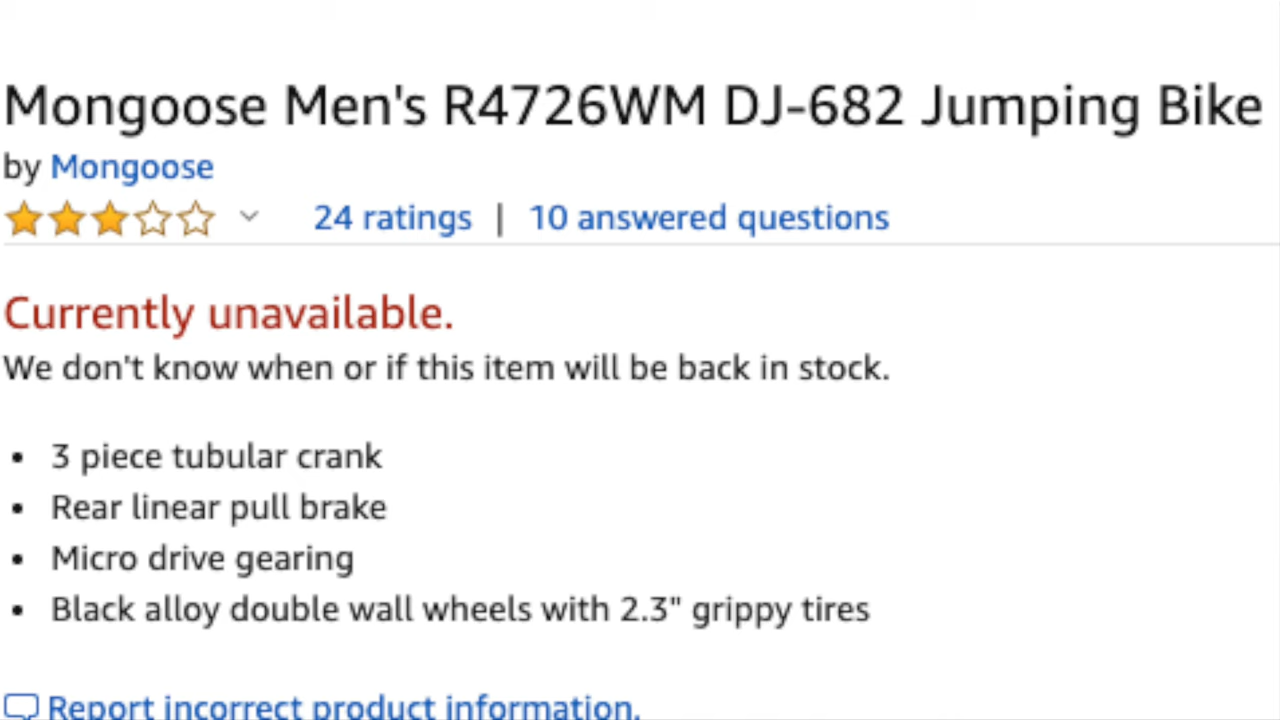 Mongoose Men's R4726WM DJ-682 Jumping Bike
by Mongoose
24 ratings | 10 answered questions
Currently unavailable.
We don't know when or if this item will be back in stock.
• 3 piece tubular crank
• Rear linear pull brake
• Micro drive gearing
• Black alloy double wall wheels with 2.3" grippy tires
Report incorrect product information.